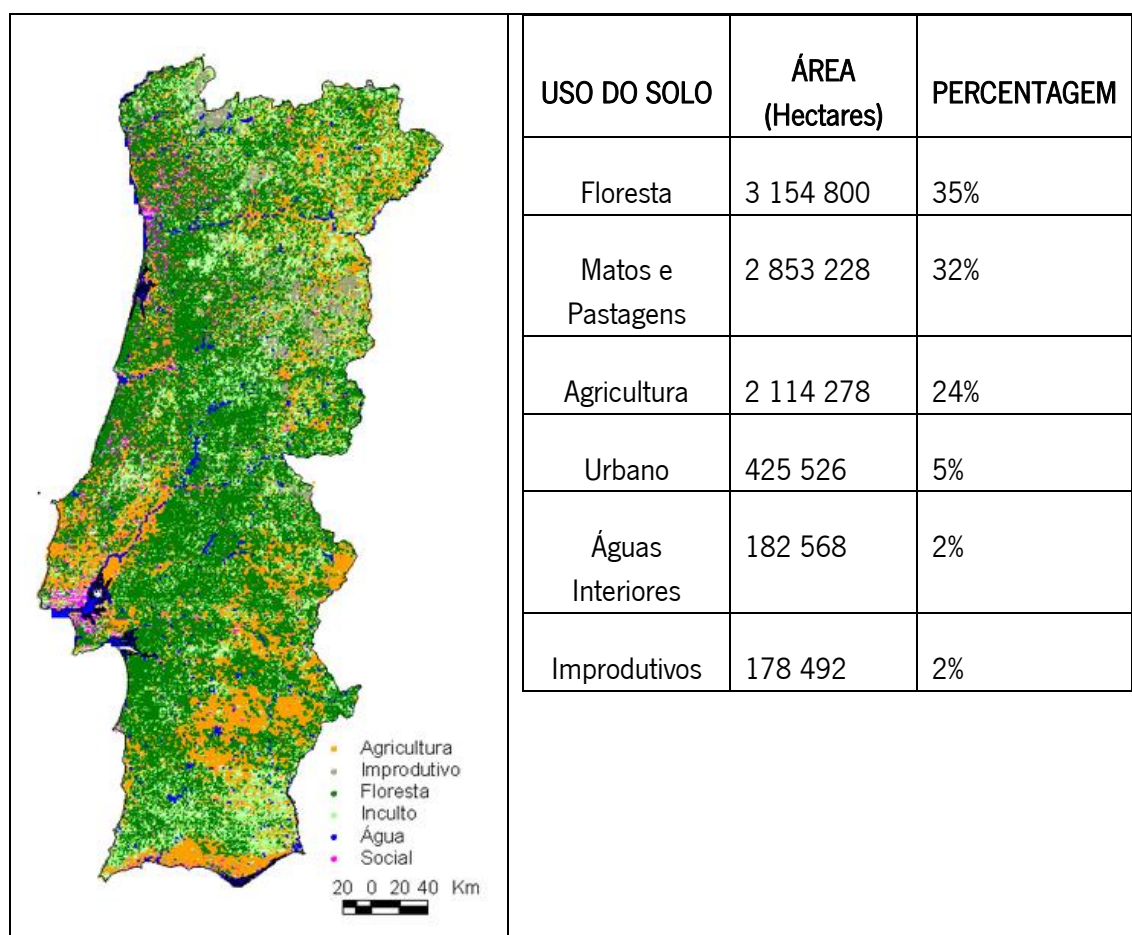 Agricultura
Improdutivo
Floresta
Inculto
Água
Social
20 0 20 40 Km
USO DO SOLO
ÁREA
(Hectares)
PERCENTAGEM
Floresta
3 154 800
35%
Matos e
Pastagens
2 853 228
32%
Agricultura
2 114 278
24%
Urbano
425 526
5%
Águas
Interiores
182 568
2%
Improdutivos
178 492
2%